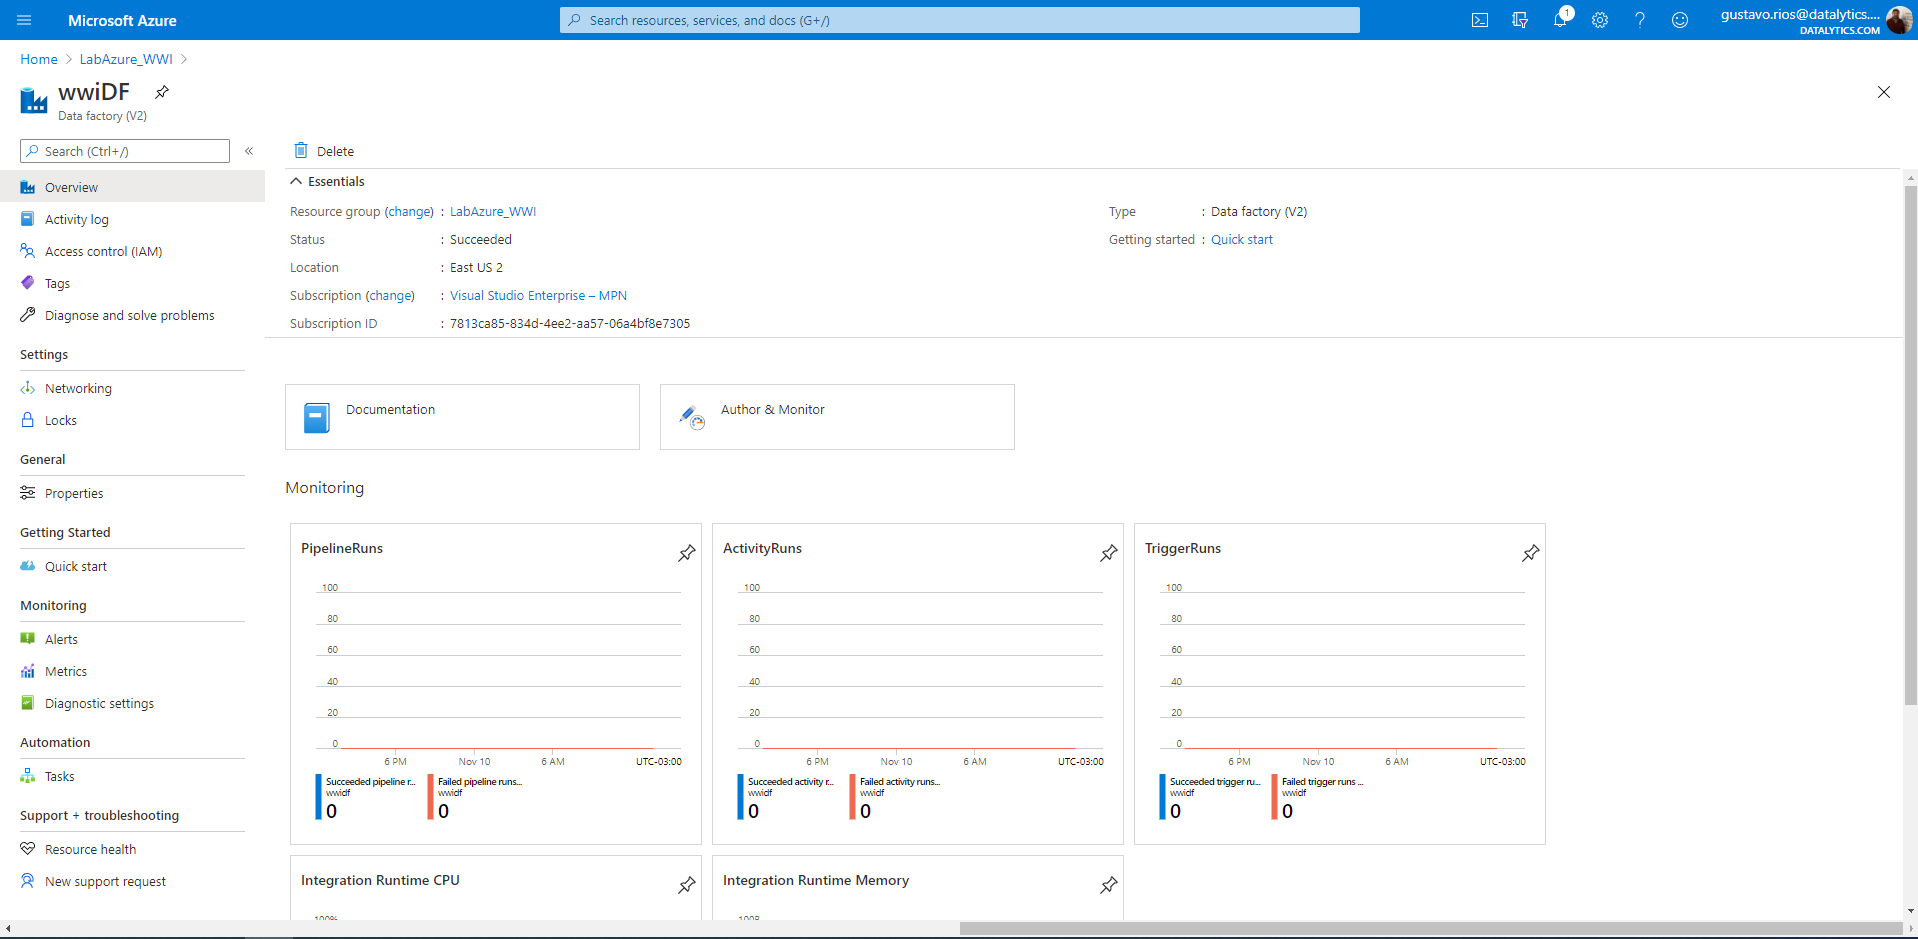 Microsoft Azure
Search resources, services, and docs (G+/)
1
gustavo.rios@datalytics....
DATALYTICS.COM
Home > LabAzure_WWI >
wwiDF
Data factory (V2)
Search (Ctrl+/)
«
Overview
Activity log
Access control (IAM)
Tags
Diagnose and solve problems
Settings
Networking
Locks
General
Properties
Getting Started
Quick start
Monitoring
Alerts
Metrics
Diagnostic settings
Automation
Tasks
Support + troubleshooting
Resource health
New support request
Delete
Essentials
Resource group (change) : LabAzure_WWI
Status : Succeeded
Location : East US 2
Subscription (change) : Visual Studio Enterprise – MPN
Subscription ID : 7813ca85-834d-4ee2-aa57-06a4bf8e7305
Type : Data factory (V2)
Getting started : Quick start
Documentation
Author & Monitor
Monitoring
PipelineRuns
100
80
60
40
20
0
6 PM Nov 10 6 AM UTC-03:00
Succeeded pipeline r...
wwidf
0
Failed pipeline runs...
wwidf
0
ActivityRuns
100
80
60
40
20
0
6 PM Nov 10 6 AM UTC-03:00
Succeeded activity r...
wwidf
0
Failed activity runs...
wwidf
0
TriggerRuns
100
80
60
40
20
0
6 PM Nov 10 6 AM UTC-03:00
Succeeded trigger ru...
wwidf
0
Failed trigger runs ...
wwidf
0
Integration Runtime CPU
100%
Integration Runtime Memory
100B